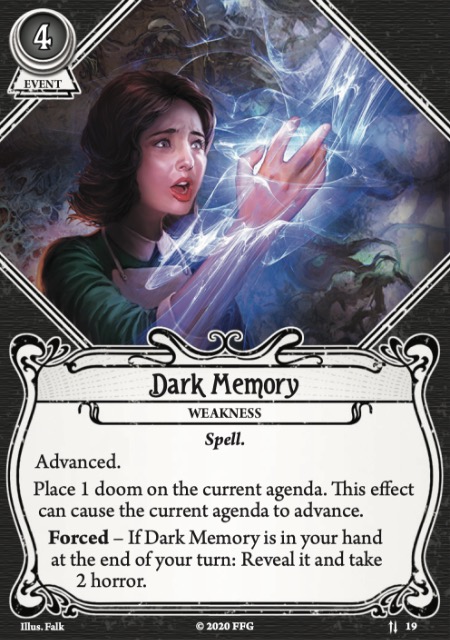 4
EVENT
Dark Memory
WEAKNESS
Spell.
Advanced.
Place 1 doom on the current agenda. This effect
can cause the current agenda to advance.
Forced – If Dark Memory is in your hand
at the end of your turn: Reveal it and take
2 horror.
Illus. Falk © 2020 FFG 19